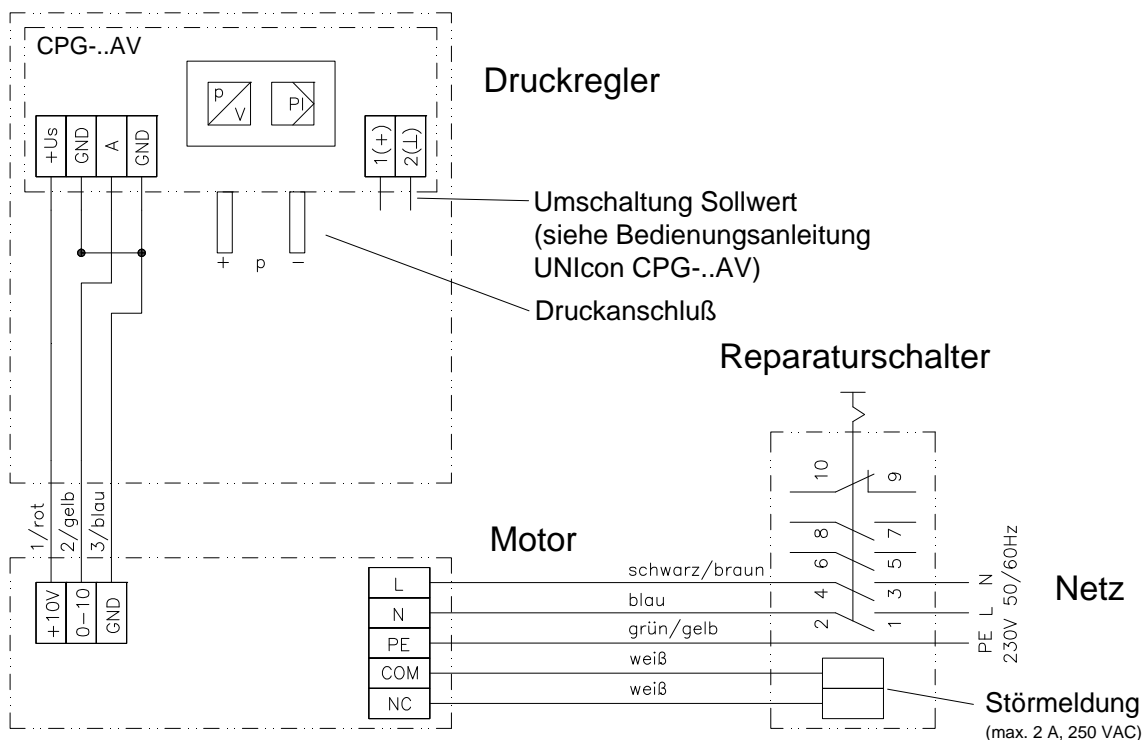 CPG-..AV
Druckregler
p
V
PI
+Us
GND
A
GND
1(+)
2(⊥)
+ p -
Umschaltung Sollwert
(siehe Bedienungsanleitung
UNIcon CPG-..AV)
Druckanschluß
Reparaturschalter
10 9
8 7
6 5
4 3
2 1
1/rot
2/gelb
3/blau
Motor
+10V
0-10
GND
L
N
PE
COM
NC
schwarz/braun
blau
grün/gelb
weiß
weiß
PE L N
230V 50/60Hz
Netz
Störmeldung
(max. 2 A, 250 VAC)